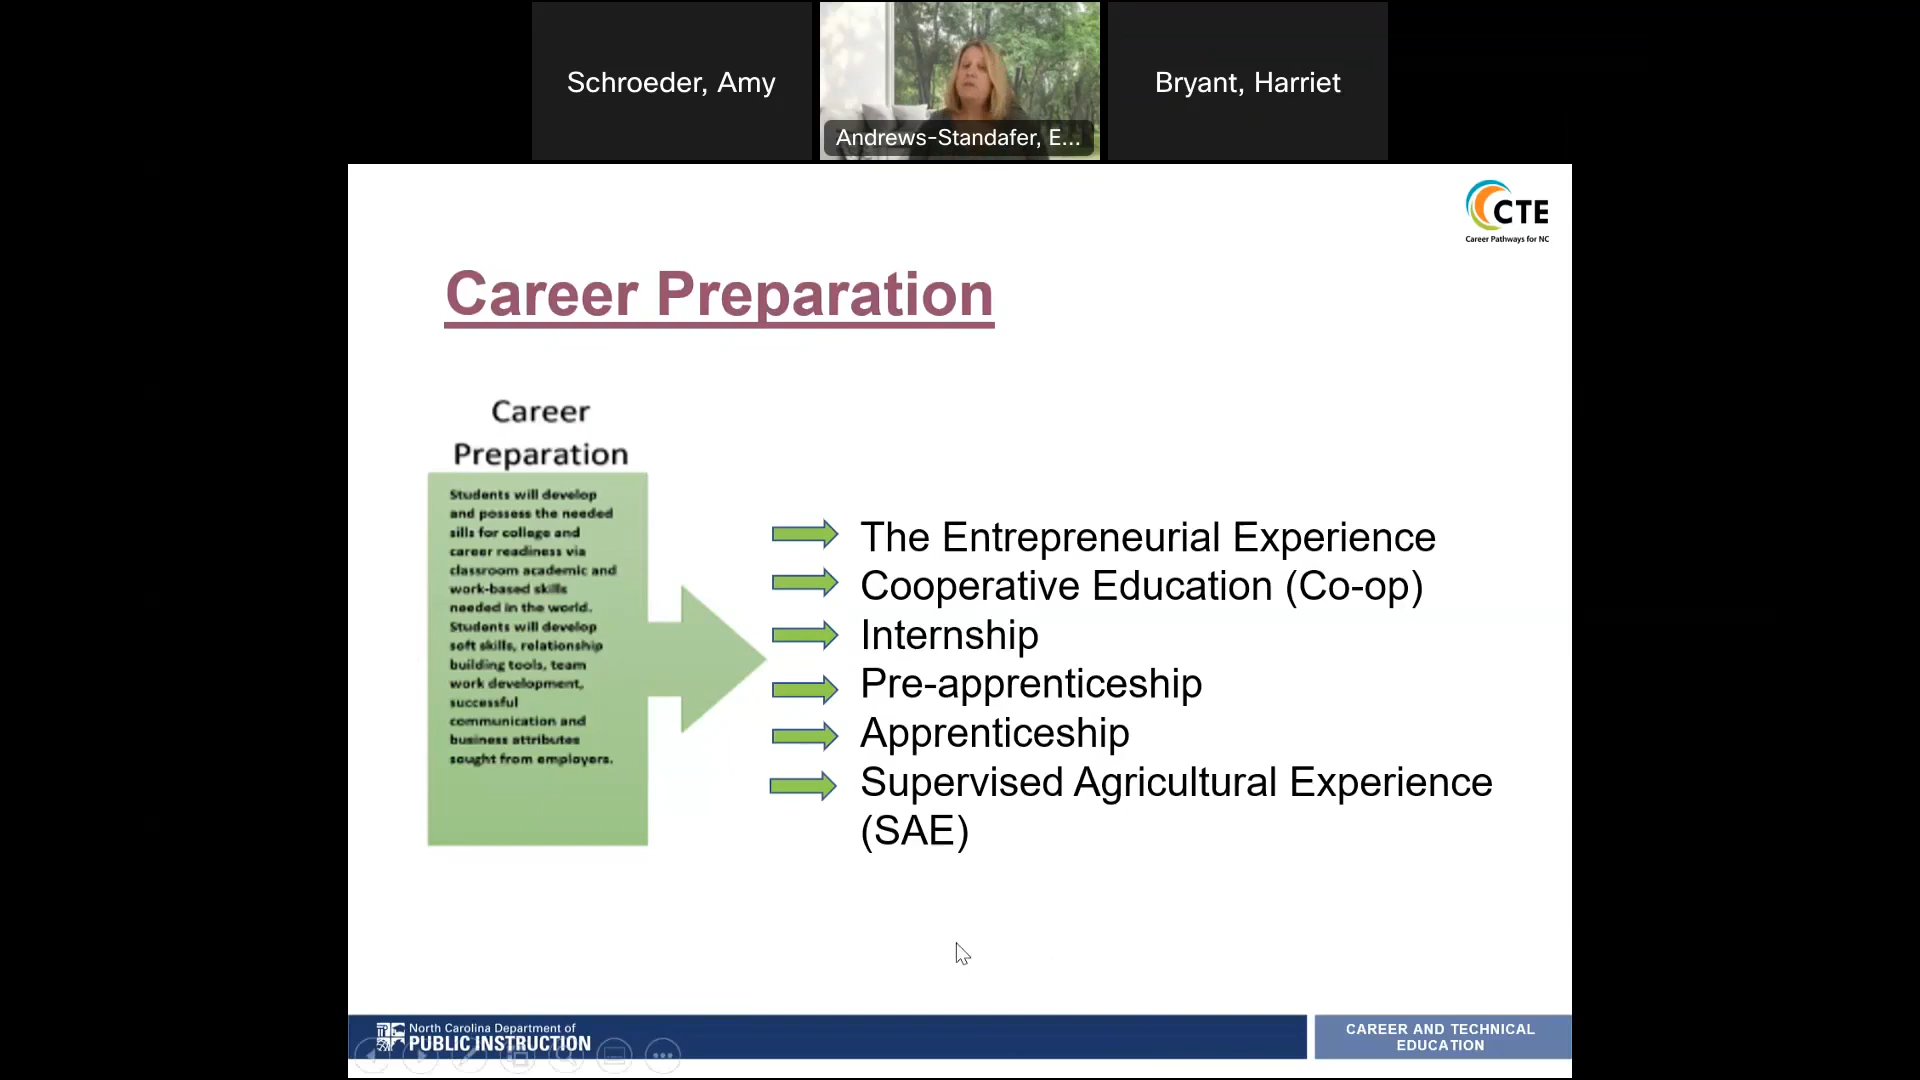 Schroeder, Amy
Andrews-Standafer, E...
Bryant, Harriet
CTE
Career Pathways for NC
Career Preparation
Career
Preparation
Students will develop
and possess the needed
sills for college and
career readiness via
classroom academic and
work-based skills
needed in the world.
Students will develop
soft skills, relationship
building tools, team
work development,
successful
communication and
business attributes
sought from employers.
The Entrepreneurial Experience
Cooperative Education (Co-op)
Internship
Pre-apprenticeship
Apprenticeship
Supervised Agricultural Experience
(SAE)
North Carolina Department of
PUBLIC INSTRUCTION
CAREER AND TECHNICAL
EDUCATION